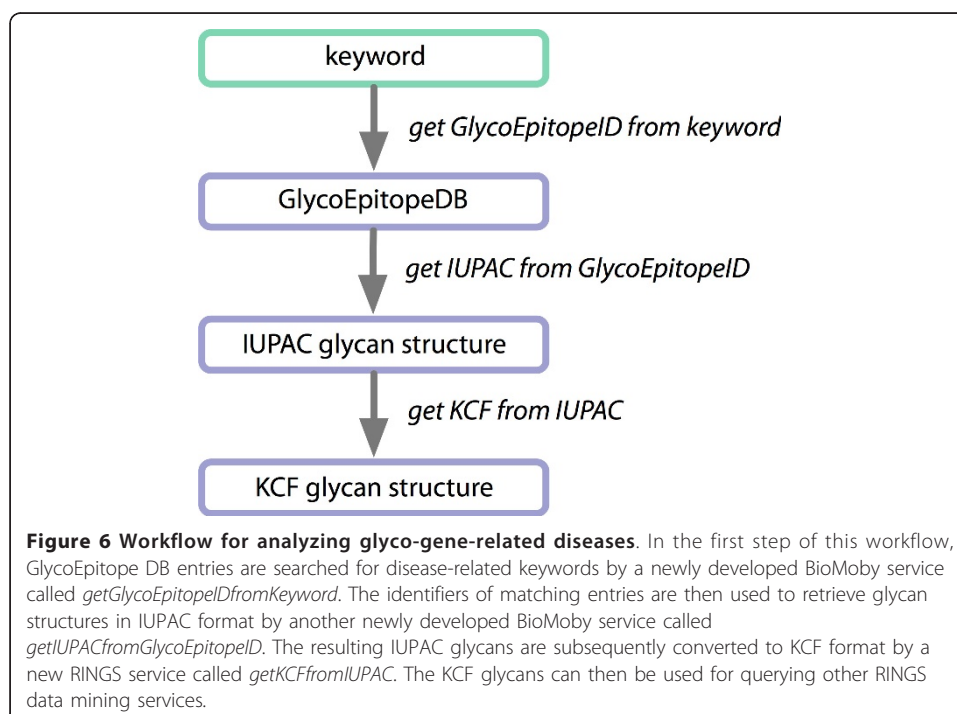 keyword
get GlycoEpitopeID from keyword
GlycoEpitopeDB
get IUPAC from GlycoEpitopeID
IUPAC glycan structure
get KCF from IUPAC
KCF glycan structure
Figure 6 Workflow for analyzing glyco-gene-related diseases. In the first step of this workflow,
GlycoEpitope DB entries are searched for disease-related keywords by a newly developed BioMoby service
called getGlycoEpitopeIDfromKeyword. The identifiers of matching entries are then used to retrieve glycan
structures in IUPAC format by another newly developed BioMoby service called
getIUPACfromGlycoEpitopeID. The resulting IUPAC glycans are subsequently converted to KCF format by a
new RINGS service called getKCFfromIUPAC. The KCF glycans can then be used for querying other RINGS
data mining services.